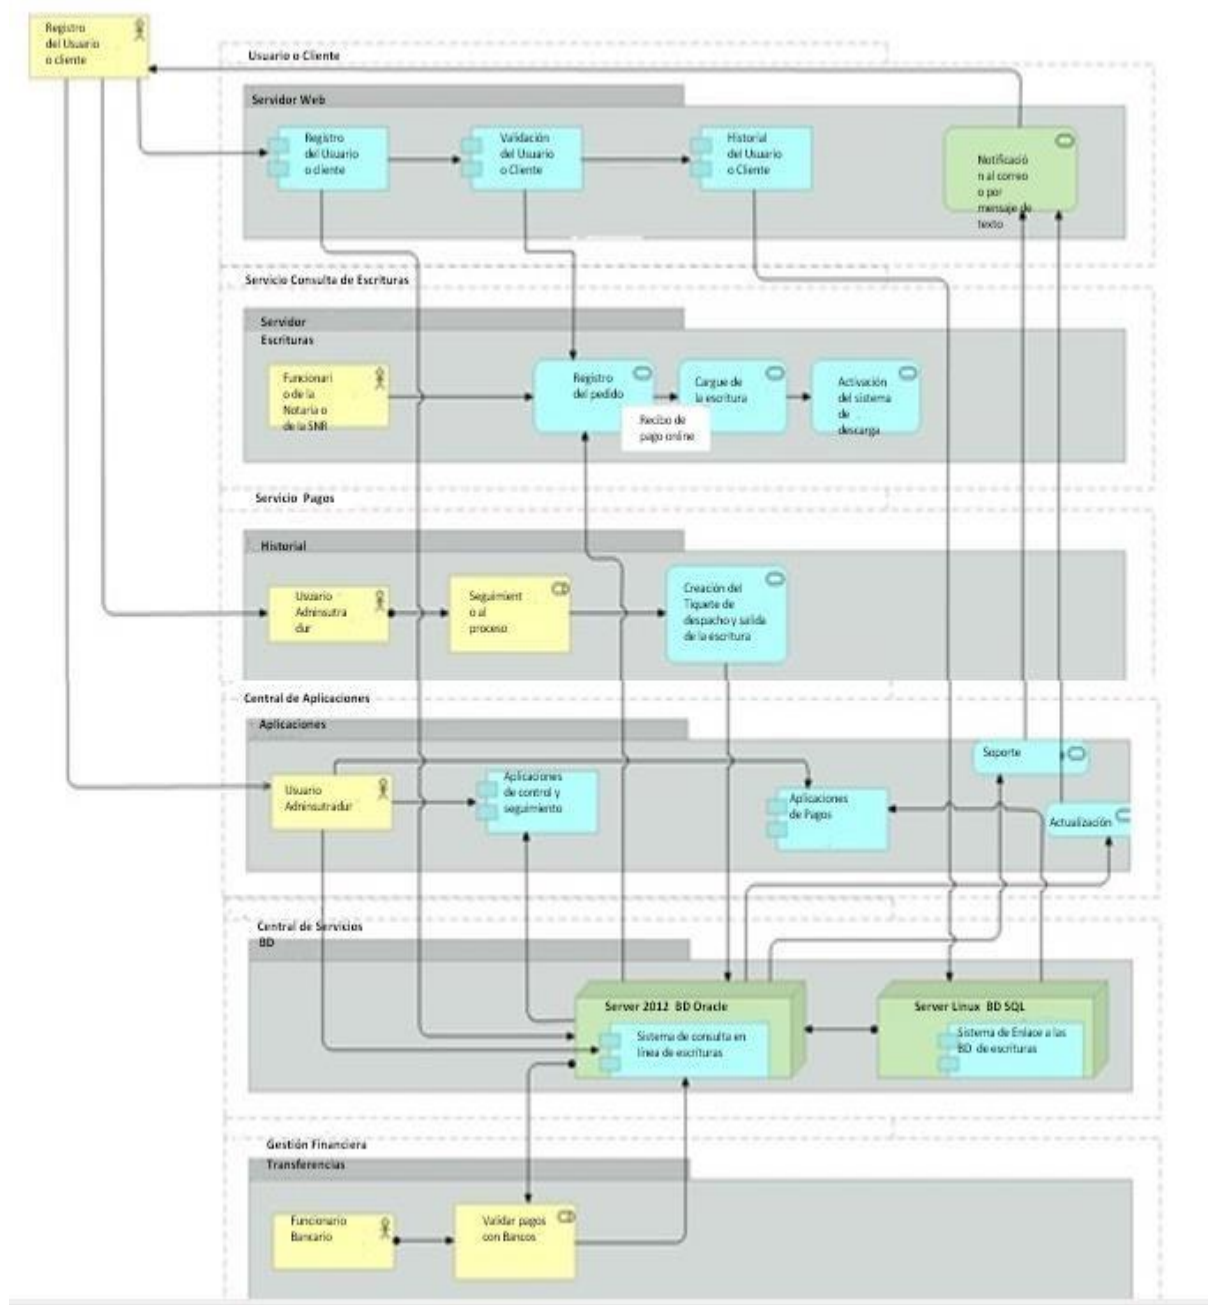 Registro
del Usuario
o cliente
Usuario o Cliente
Servidor Web
Registro
del Usuario
o cliente
Validación
del Usuario
o Cliente
Historial
del Usuario
o Cliente
Notificació
n al correo
o por
mensaje de
texto
Servicio Consulta de Escrituras
Servidor
Escrituras
Funcionari
o de la
Notaria o
de la SNR
Registro
del pedido
Recibo de
pago online
Cargue de
la escritura
Activación
del sistema
de
descarga
Servicio Pagos
Historial
Usuario
Adninsutra
dur
Seguimient
o al
proceso
Creación del
Tiquete de
despacho y salida
de la escritura
Central de Aplicaciones
Aplicaciones
Usuario
Adninsutradur
Aplicaciones
de control y
seguimiento
Aplicaciones
de Pagos
Soporte
Actualización
Central de Servicios
BD
Server 2012 BD Oracle
Sistema de consulta en
línea de escrituras
Server Linux BD SQL
Sistema de Enlace a las
BD de escrituras
Gestión Financiera
Transferencias
Funcionario
Bancario
Validar pagos
con Bancos